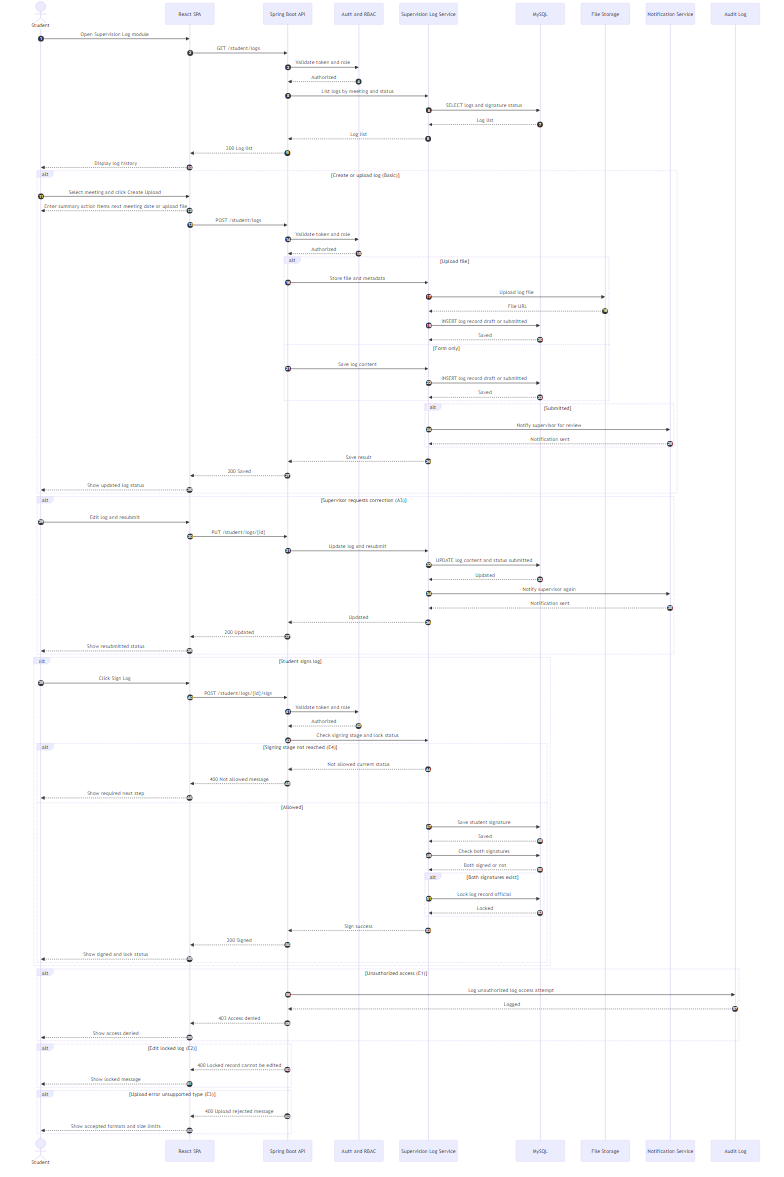 Student
React SPA
Spring Boot API
Auth and RBAC
Supervision Log Service
MySQL
File Storage
Notification Service
Audit Log
Open Supervision Log module
GET /student/logs
Validate token and role
Authorized
List logs by meeting and status
SELECT logs and signature status
Log list
Log list
200 Log list
Display log history
alt
[Create or upload log (Basic)]
Select meeting and click Create Upload
Enter summary action items next meeting date or upload file
POST /student/logs
Validate token and role
Authorized
alt
[Upload file]
Store file and metadata
Upload log file
File URL
INSERT log record draft or submitted
Saved
[Form only]
Save log content
INSERT log record draft or submitted
Saved
alt
[Submitted]
Notify supervisor for review
Notification sent
Save result
200 Saved
Show updated log status
alt
[Supervisor requests correction (A3)]
Edit log and resubmit
PUT /student/logs/{id}
Update log and resubmit
UPDATE log content and status submitted
Updated
Notify supervisor again
Notification sent
Updated
200 Updated
Show resubmitted status
alt
[Student signs log]
Click Sign Log
POST /student/logs/{id}/sign
Validate token and role
Authorized
Check signing stage and lock status
alt
[Signing stage not reached (E4)]
Not allowed current status
400 Not allowed message
Show required next step
[Allowed]
Save student signature
Saved
Check both signatures
Both signed or not
alt
[Both signatures exist]
Lock log record official
Locked
Sign success
200 Signed
Show signed and lock status
alt
[Unauthorized access (E1)]
Log unauthorized log access attempt
Logged
403 Access denied
Show access denied
alt
[Edit locked log (E2)]
400 Locked record cannot be edited
Show locked message
alt
[Upload error unsupported type (E3)]
400 Upload rejected message
Show accepted formats and size limits
Student
React SPA
Spring Boot API
Auth and RBAC
Supervision Log Service
MySQL
File Storage
Notification Service
Audit Log